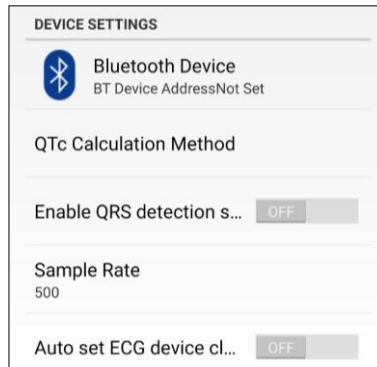 DEVICE SETTINGS
Bluetooth Device
BT Device AddressNot Set
QTc Calculation Method
Enable QRS detection s...
OFF
Sample Rate
500
Auto set ECG device cl...
OFF